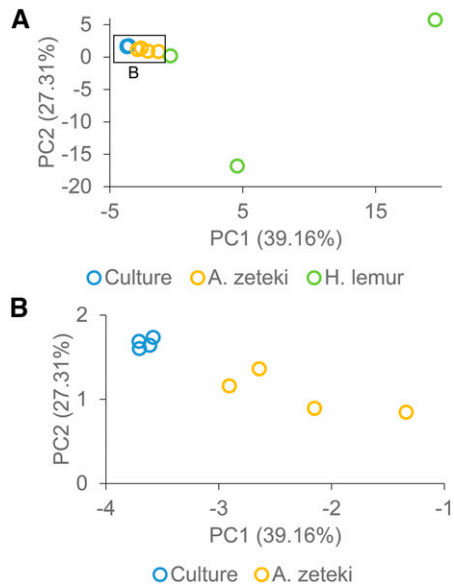 A
PC2 (27.31%)
5
0
-5
-10
-15
-20
B
-5
5
15
PC1 (39.16%)
Culture A. zeteki H. lemur
B
PC2 (27.31%)
2
1
0
-4
-3
-2
-1
PC1 (39.16%)
Culture A. zeteki